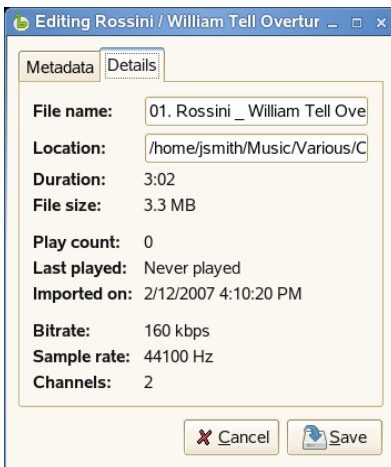 Editing Rossini / William Tell Overtur
Metadata Details
File name: 01. Rossini _ William Tell Ove
Location: /home/jsmith/Music/Various/C
Duration: 3:02
File size: 3.3 MB
Play count: 0
Last played: Never played
Imported on: 2/12/2007 4:10:20 PM
Bitrate: 160 kbps
Sample rate: 44100 Hz
Channels: 2
Cancel Save